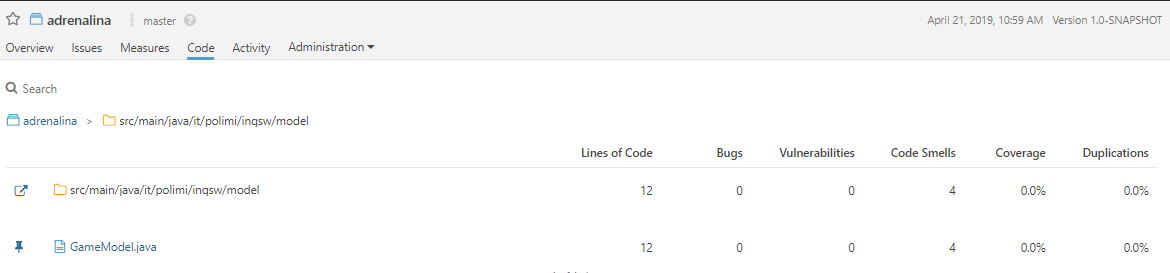 adrenalina master ? April 21, 2019, 10:59 AM Version 1.0-SNAPSHOT
Overview Issues Measures Code Activity Administration
Search
adrenalina > src/main/java/it/polimi/inqsw/model
Lines of Code Bugs Vulnerabilities Code Smells Coverage Duplications
src/main/java/it/polimi/inqsw/model 12 0 0 4 0.0% 0.0%
GameModel.java 12 0 0 4 0.0% 0.0%